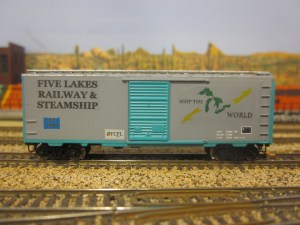 FIVE LAKES
RAILWAY &
STEAMSHIP
SHIP THE
WORLD